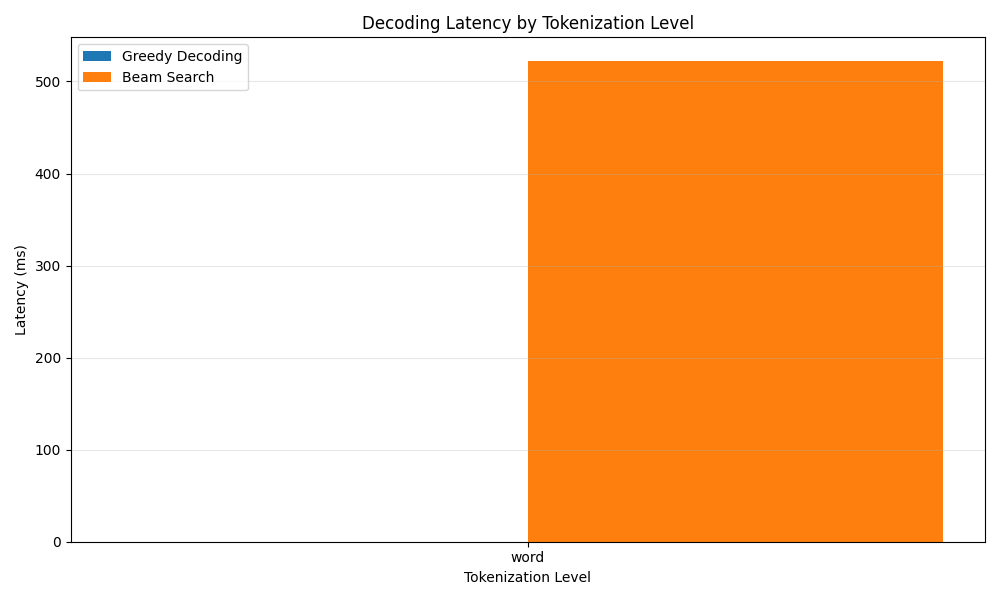 Decoding Latency by Tokenization Level
Greedy Decoding
Beam Search
500
400
300
200
100
0
Latency (ms)
word
Tokenization Level